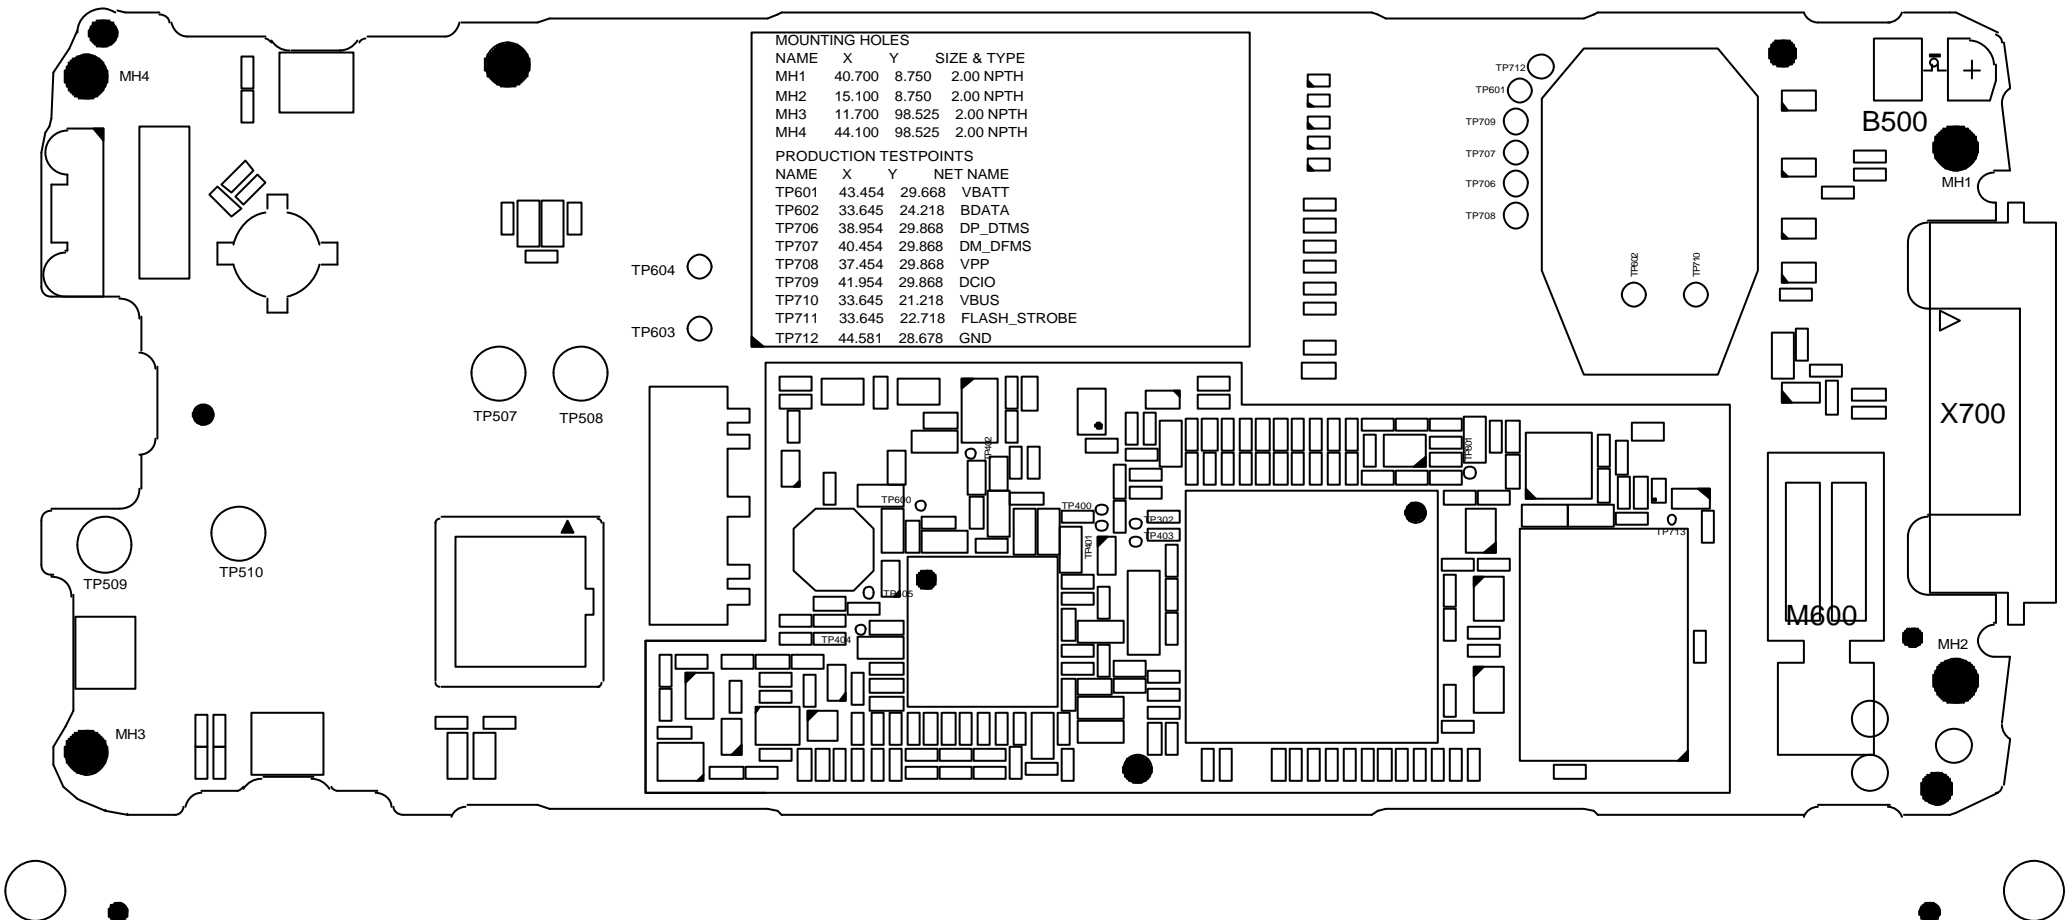 MOUNTING HOLES
NAME X Y SIZE & TYPE
MH1 40.700 8.750 2.00 NPTH
MH2 15.100 8.750 2.00 NPTH
MH3 11.700 98.525 2.00 NPTH
MH4 44.100 98.525 2.00 NPTH
PRODUCTION TESTPOINTS
NAME X Y NET NAME
TP601 43.454 29.668 VBATT
TP602 33.645 24.218 BDATA
TP706 38.954 29.868 DP_DTMS
TP707 40.454 29.868 DM_DFMS
TP708 37.454 29.868 VPP
TP709 41.954 29.868 DCIO
TP710 33.645 21.218 VBUS
TP711 33.645 22.718 FLASH_STROBE
TP712 44.581 28.678 GND
MH4
TP712
TP601
TP709
TP707
TP706
TP708
B500
MH1
TP604
TP603
TP602
TP710
TP507
TP508
X700
TP402
TP301
TP600
TP400
TP302
TP403
TP401
TP713
TP509
TP510
TP405
TP404
M600
MH2
MH3